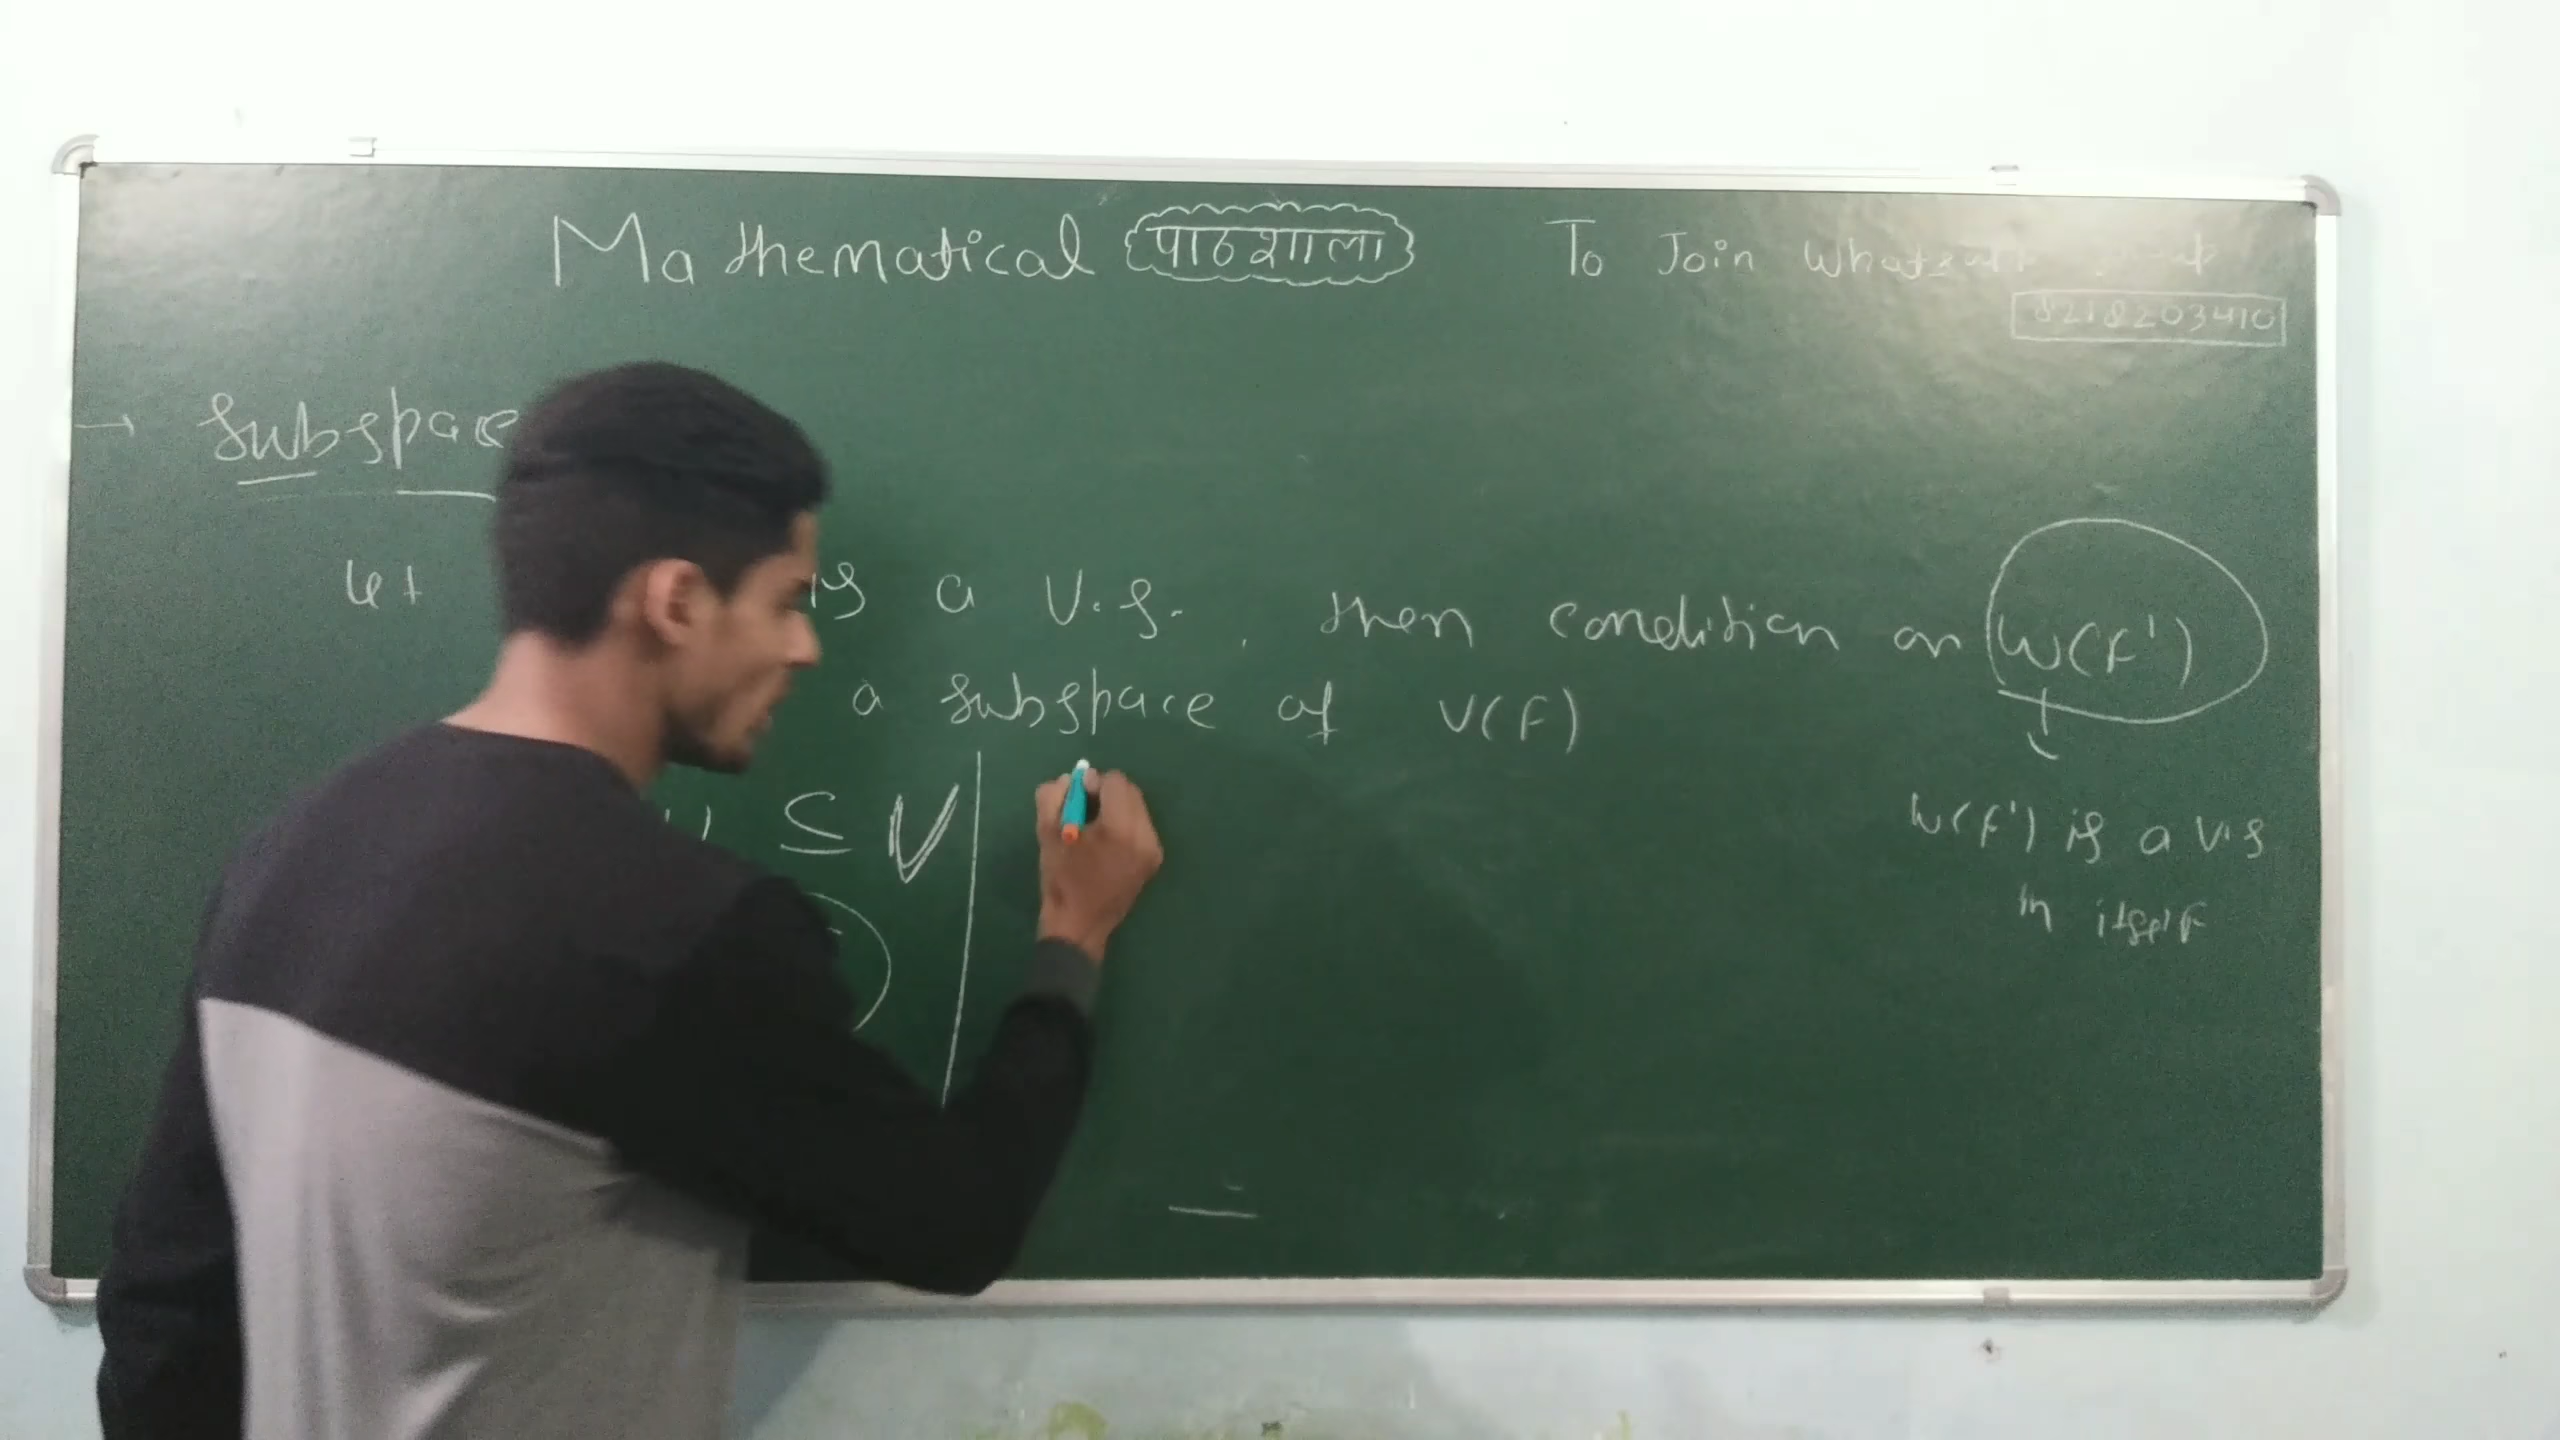 Mathematical पाठशाला
To Join Whatsapp
8218203410
→ Subspace
let is a V.S. , then condition on W(F')
a subspace of V(F)
⊆ V
W(F') is a V.S
in itself